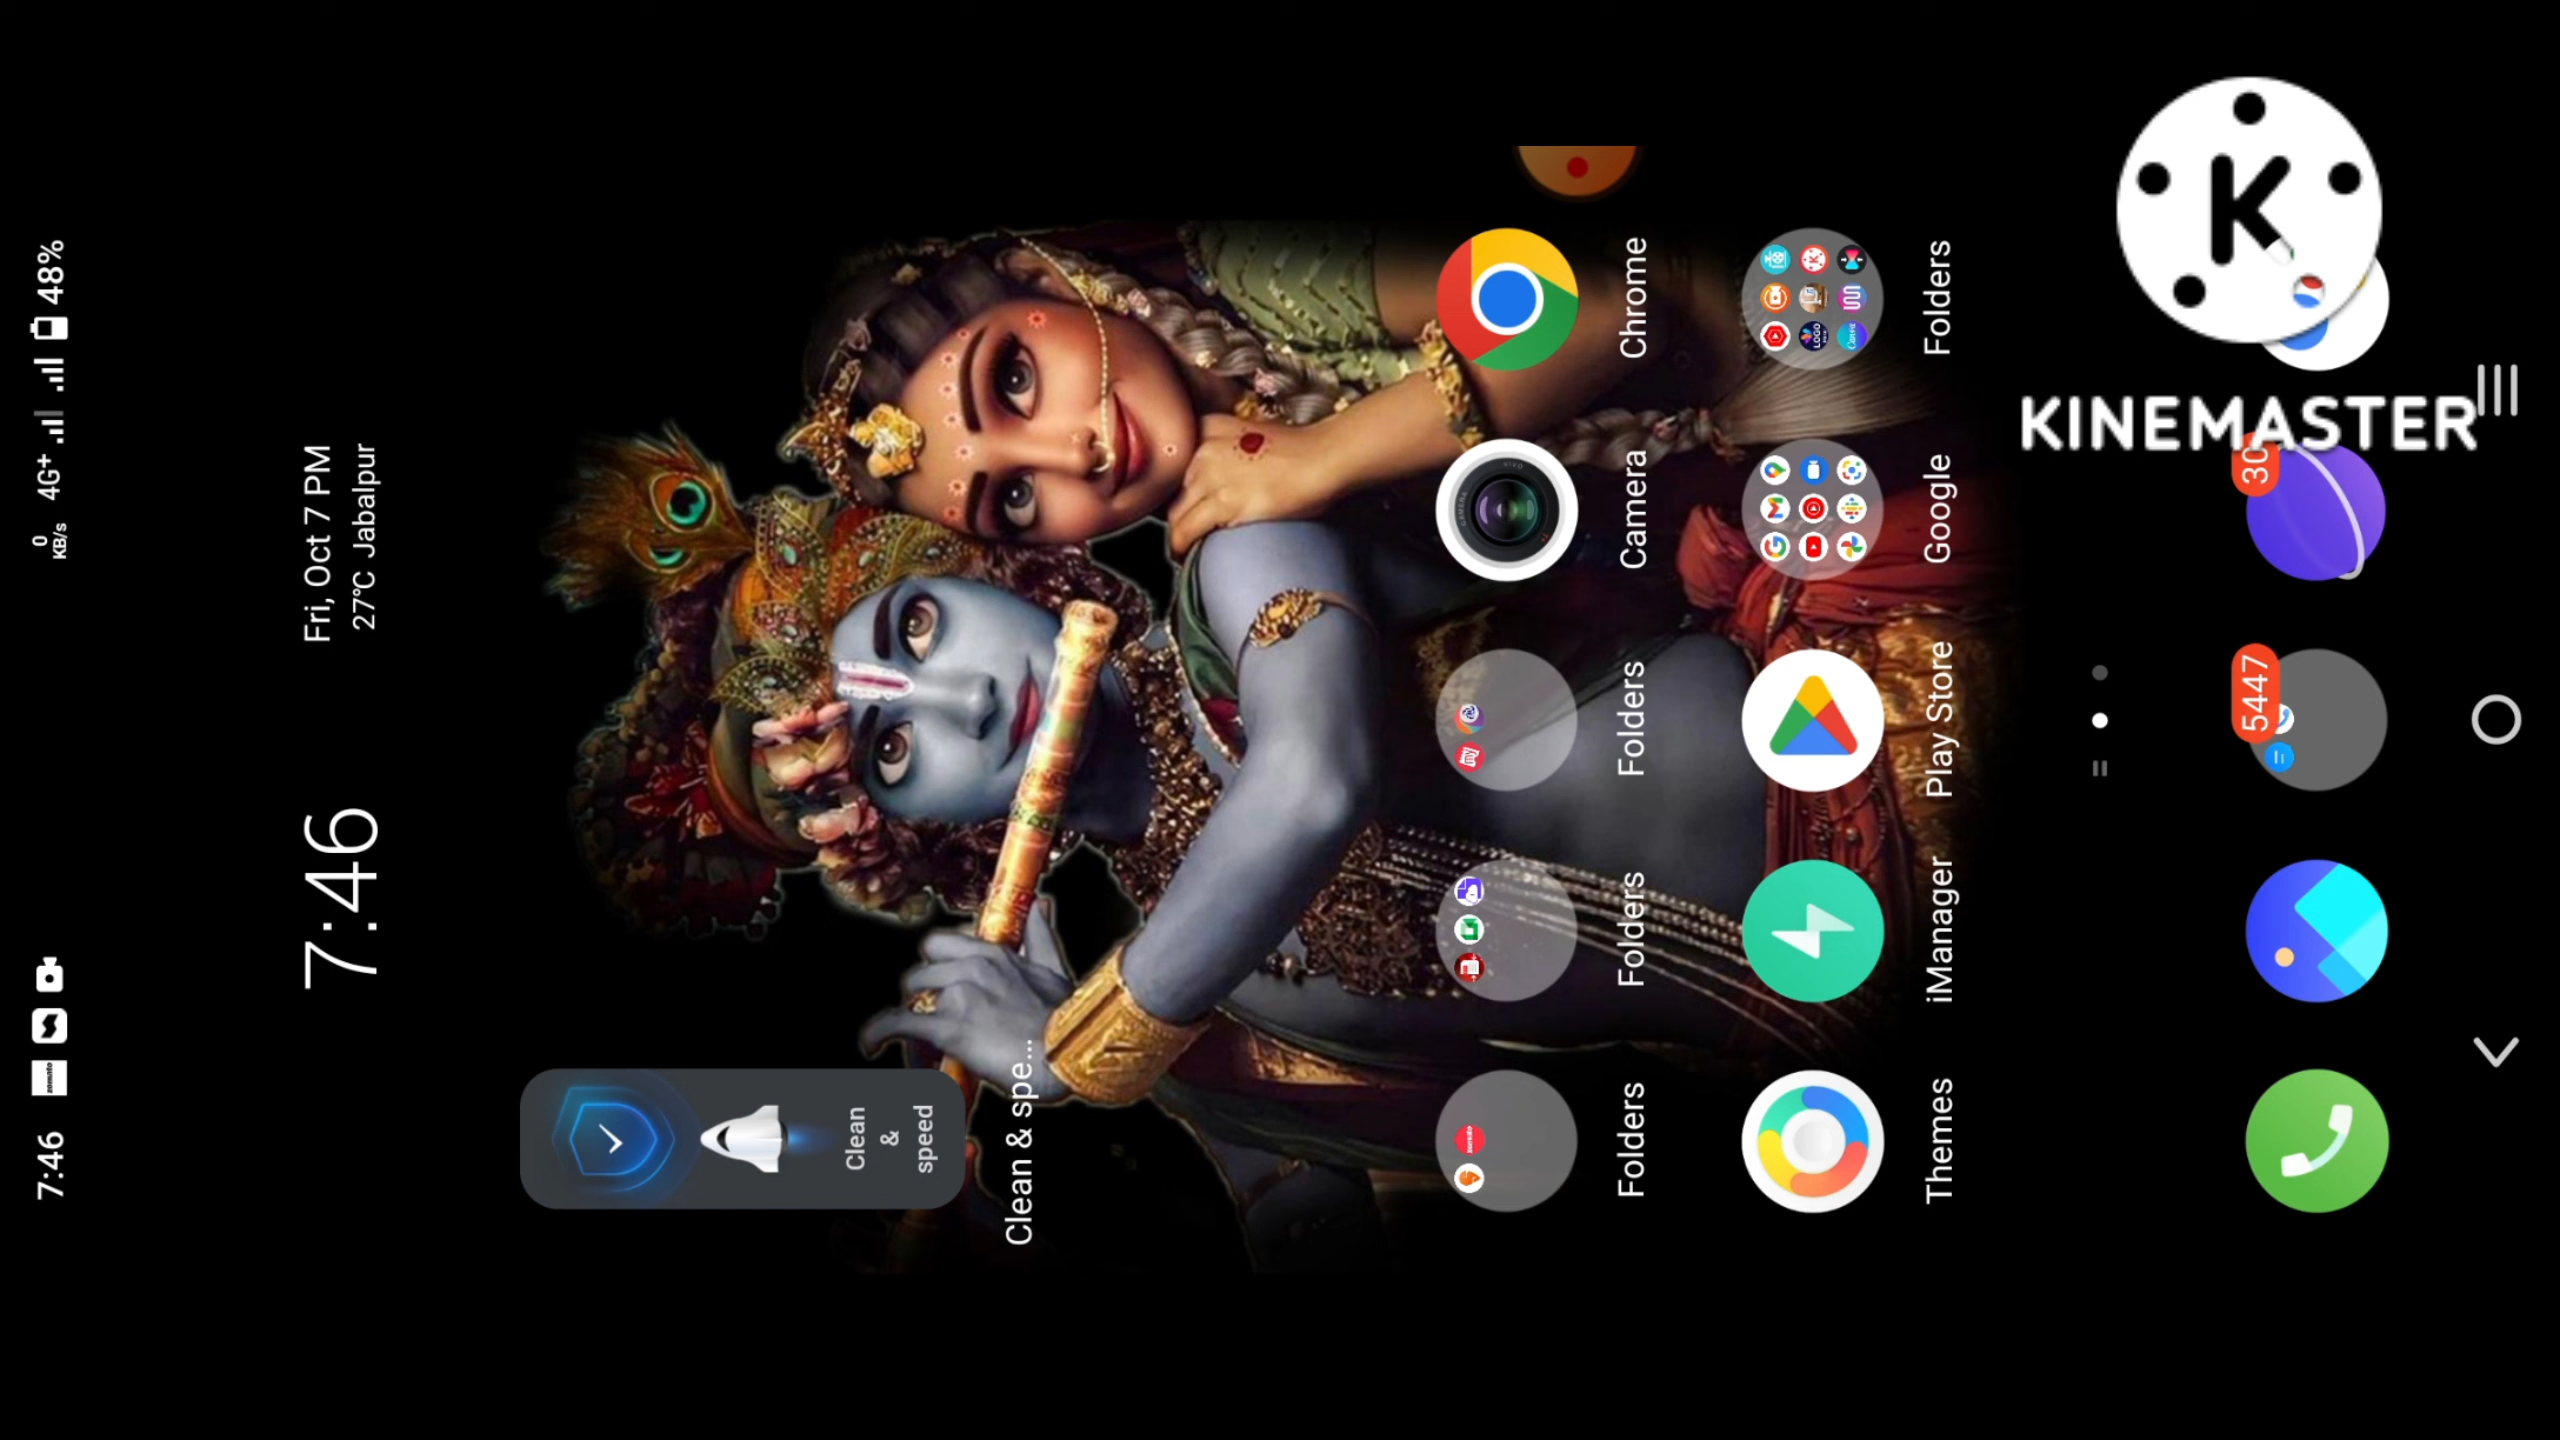 7:46
0
KB/s
4G+
48%
7:46
Fri, Oct 7 PM
27°C Jabalpur
Clean
&
speed
Clean & spe...
Folders
Folders
Folders
Camera
Chrome
Themes
iManager
Play Store
Google
Folders
5447
30
KINEMASTER